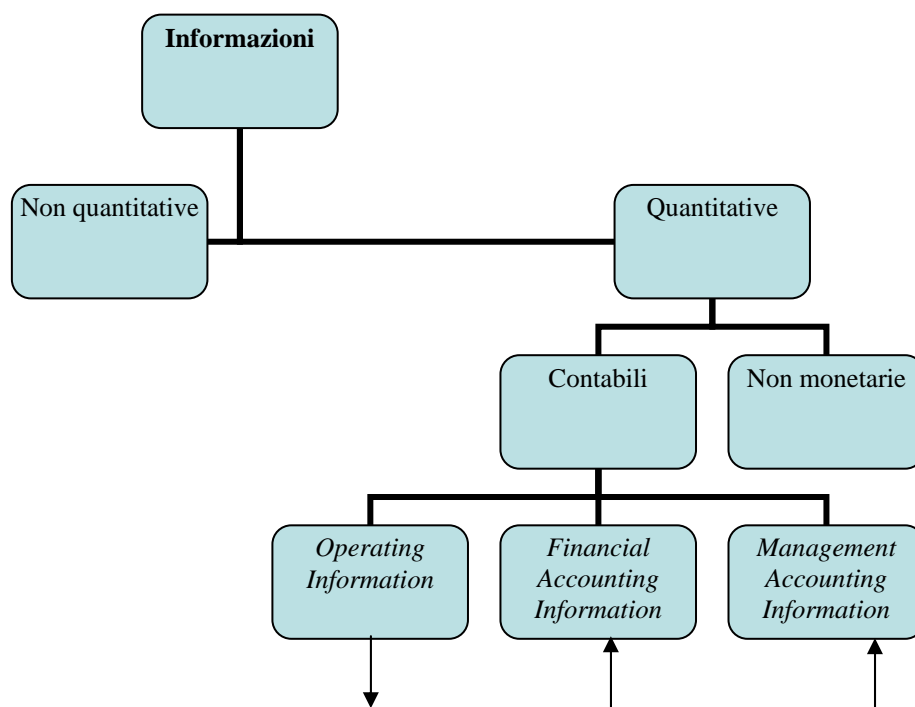 Informazioni
Non quantitative
Quantitative
Contabili
Non monetarie
Operating
Information
Financial
Accounting
Information
Management
Accounting
Information